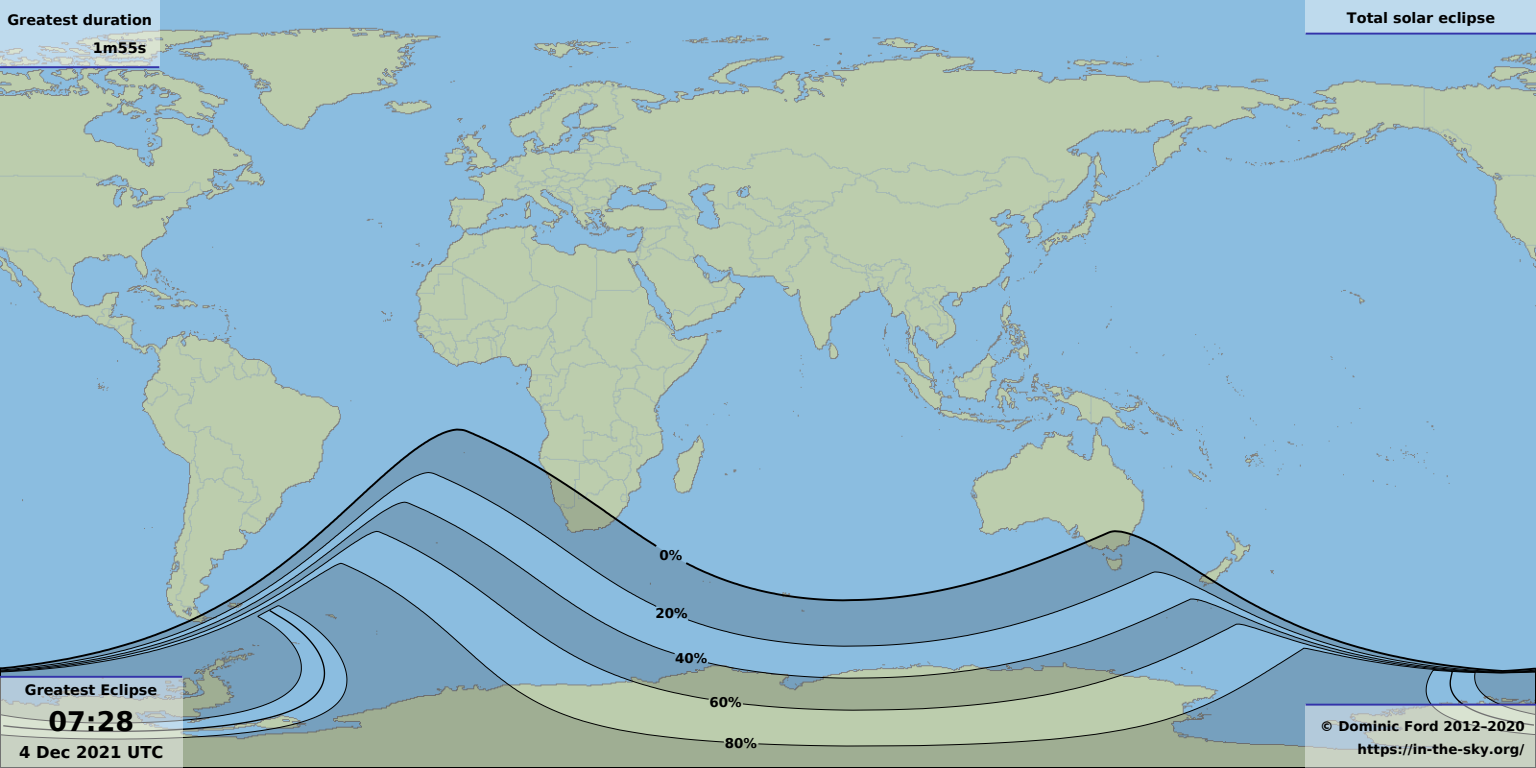 Greatest duration
1m55s
Total solar eclipse
0%
20%
40%
60%
80%
Greatest Eclipse
07:28
4 Dec 2021 UTC
© Dominic Ford 2012–2020
https://in-the-sky.org/